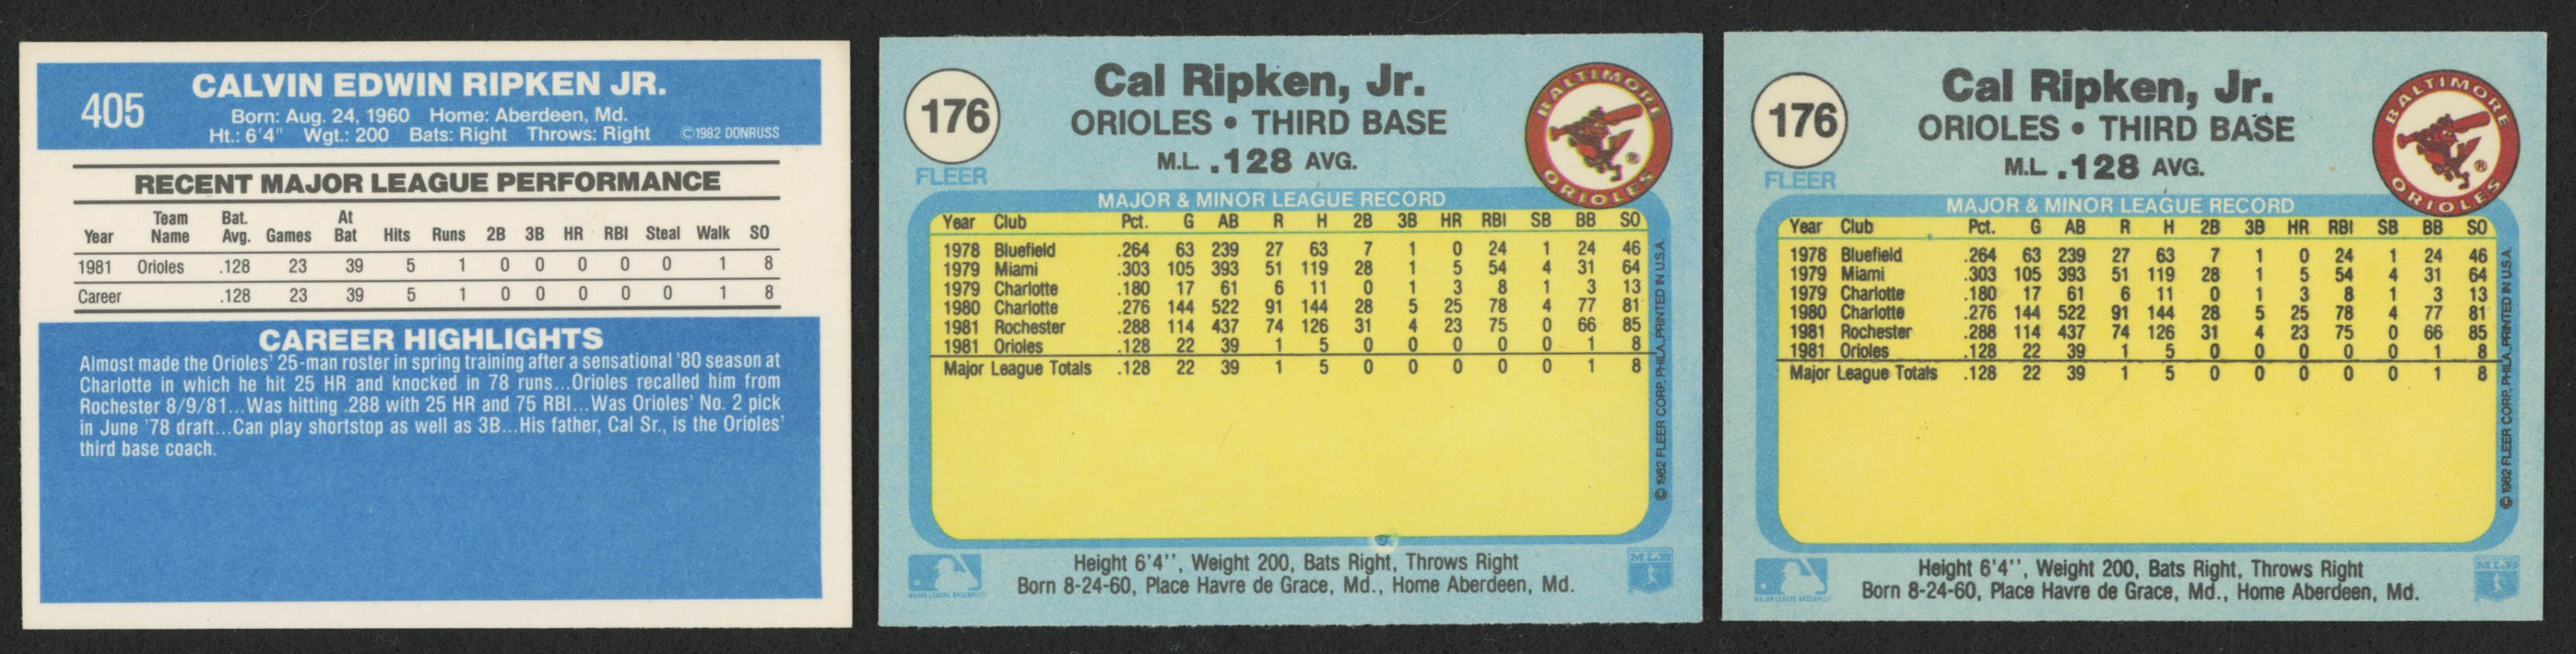 405
CALVIN EDWIN RIPKEN JR.
Born: Aug. 24, 1960 Home: Aberdeen, Md.
Ht.: 6'4" Wgt.: 200 Bats: Right Throws: Right ©1982 DONRUSS
RECENT MAJOR LEAGUE PERFORMANCE
Year Team Name Bat. Avg. Games At Bat Hits Runs 2B 3B HR RBI Steal Walk SO
1981 Orioles .128 23 39 5 1 0 0 0 0 0 1 8
Career .128 23 39 5 1 0 0 0 0 0 1 8
CAREER HIGHLIGHTS
Almost made the Orioles' 25-man roster in spring training after a sensational '80 season at
Charlotte in which he hit 25 HR and knocked in 78 runs...Orioles recalled him from
Rochester 8/9/81...Was hitting .288 with 25 HR and 75 RBI...Was Orioles' No. 2 pick
in June '78 draft...Can play shortstop as well as 3B...His father, Cal Sr., is the Orioles'
third base coach.
176
FLEER
Cal Ripken, Jr.
ORIOLES • THIRD BASE
M.L .128 AVG.
BALTIMORE
ORIOLES
®
MAJOR & MINOR LEAGUE RECORD
Year Club Pct. G AB R H 2B 3B HR RBI SB BB SO
1978 Bluefield .264 63 239 27 63 7 1 0 24 1 24 46
1979 Miami .303 105 393 51 119 28 1 5 54 4 31 64
1979 Charlotte .180 17 61 6 11 0 1 3 8 1 3 13
1980 Charlotte .276 144 522 91 144 28 5 25 78 4 77 81
1981 Rochester .288 114 437 74 126 31 4 23 75 0 66 85
1981 Orioles .128 22 39 1 5 0 0 0 0 0 1 8
Major League Totals .128 22 39 1 5 0 0 0 0 0 1 8
© 1982 FLEER CORP. PHILA. PRINTED IN U.S.A.
Height 6'4'', Weight 200, Bats Right, Throws Right
Born 8-24-60, Place Havre de Grace, Md., Home Aberdeen, Md.
MAJOR LEAGUE BASEBALL
MLB
176
FLEER
Cal Ripken, Jr.
ORIOLES • THIRD BASE
M.L .128 AVG.
BALTIMORE
ORIOLES
®
MAJOR & MINOR LEAGUE RECORD
Year Club Pct. G AB R H 2B 3B HR RBI SB BB SO
1978 Bluefield .264 63 239 27 63 7 1 0 24 1 24 46
1979 Miami .303 105 393 51 119 28 1 5 54 4 31 64
1979 Charlotte .180 17 61 6 11 0 1 3 8 1 3 13
1980 Charlotte .276 144 522 91 144 28 5 25 78 4 77 81
1981 Rochester .288 114 437 74 126 31 4 23 75 0 66 85
1981 Orioles .128 22 39 1 5 0 0 0 0 0 1 8
Major League Totals .128 22 39 1 5 0 0 0 0 0 1 8
© 1982 FLEER CORP. PHILA. PRINTED IN U.S.A.
Height 6'4'', Weight 200, Bats Right, Throws Right
Born 8-24-60, Place Havre de Grace, Md., Home Aberdeen, Md.
MAJOR LEAGUE BASEBALL
MLB